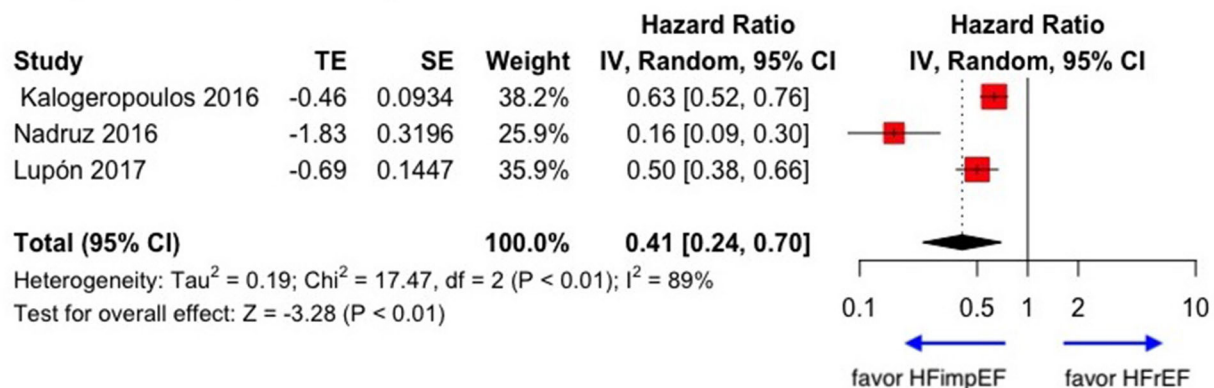 Hazard Ratio Hazard Ratio
Study TE SE Weight IV, Random, 95% CI IV, Random, 95% CI
Kalogeropoulos 2016 -0.46 0.0934 38.2% 0.63 [0.52, 0.76]
Nadruz 2016 -1.83 0.3196 25.9% 0.16 [0.09, 0.30]
Lupón 2017 -0.69 0.1447 35.9% 0.50 [0.38, 0.66]
Total (95% CI) 100.0% 0.41 [0.24, 0.70]
Heterogeneity: Tau² = 0.19; Chi² = 17.47, df = 2 (P < 0.01); I² = 89%
Test for overall effect: Z = -3.28 (P < 0.01)
0.1 0.5 1 2 10
favor HFimpEF favor HFrEF